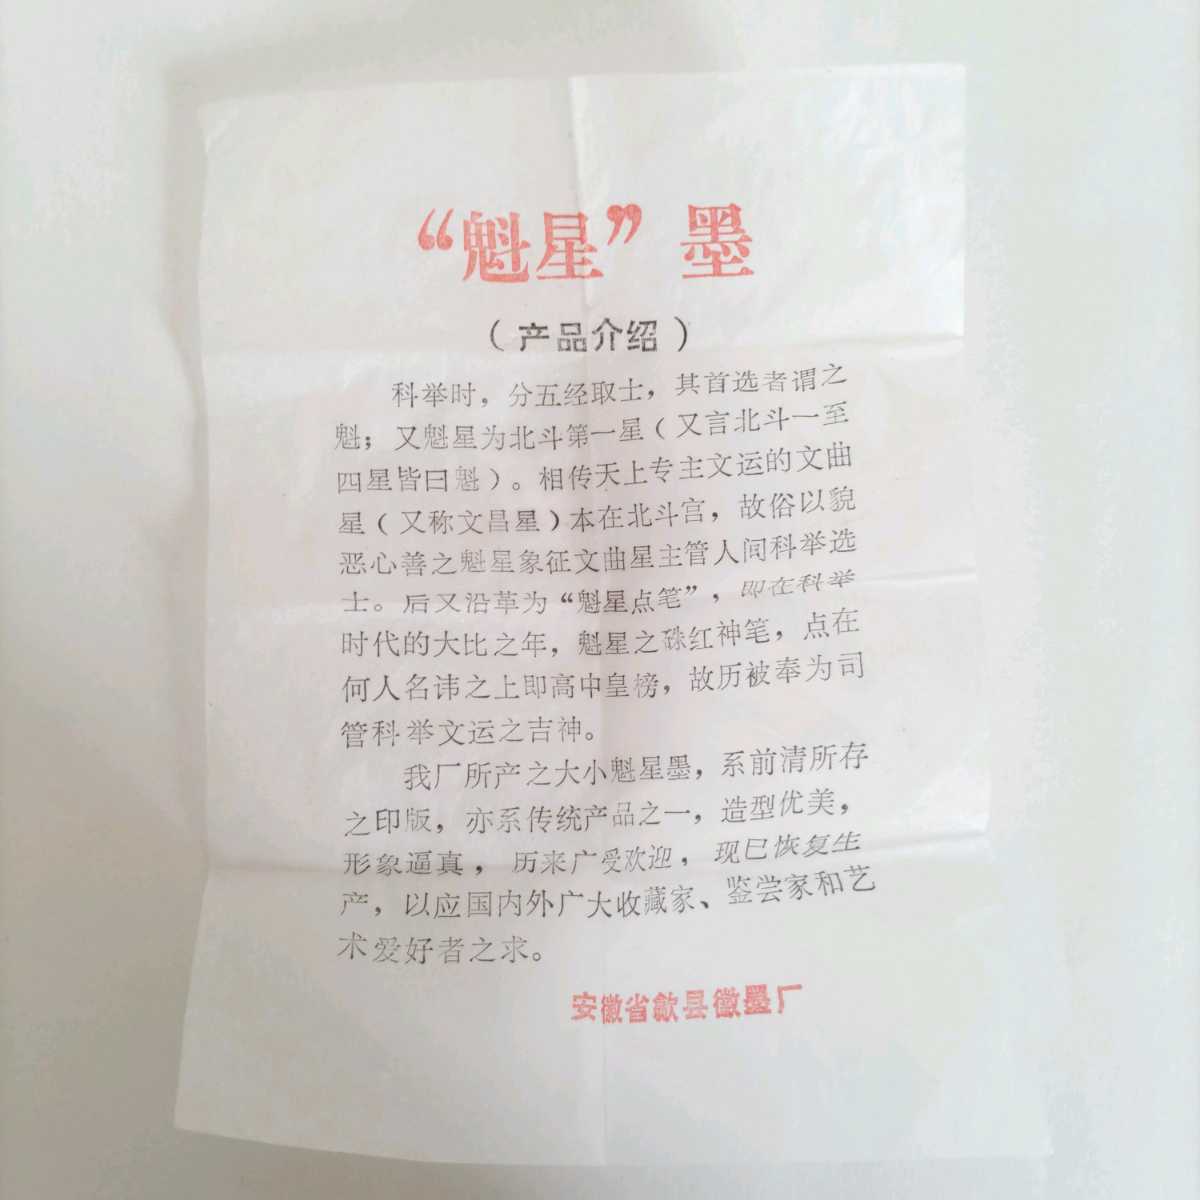 “魁星”墨
（产品介绍）
科举时，分五经取士，其首选者谓之
魁；又魁星为北斗第一星（又言北斗一至
四星皆曰魁）。相传天上专主文运的文曲
星（又称文昌星）本在北斗宫，故俗以貌
恶心善之魁星象征文曲星主管人间科举选
士。后又沿革为“魁星点笔”，即在科举
时代的大比之年，魁星之硃红神笔，点在
何人名讳之上即高中皇榜，故历被奉为司
管科举文运之吉神。
我厂所产之大小魁星墨，系前清所存
之印版，亦系传统产品之一，造型优美，
形象逼真，历来广受欢迎，现已恢复生
产，以应国内外广大收藏家、鉴尝家和艺
术爱好者之求。
安徽省歙县徽墨厂